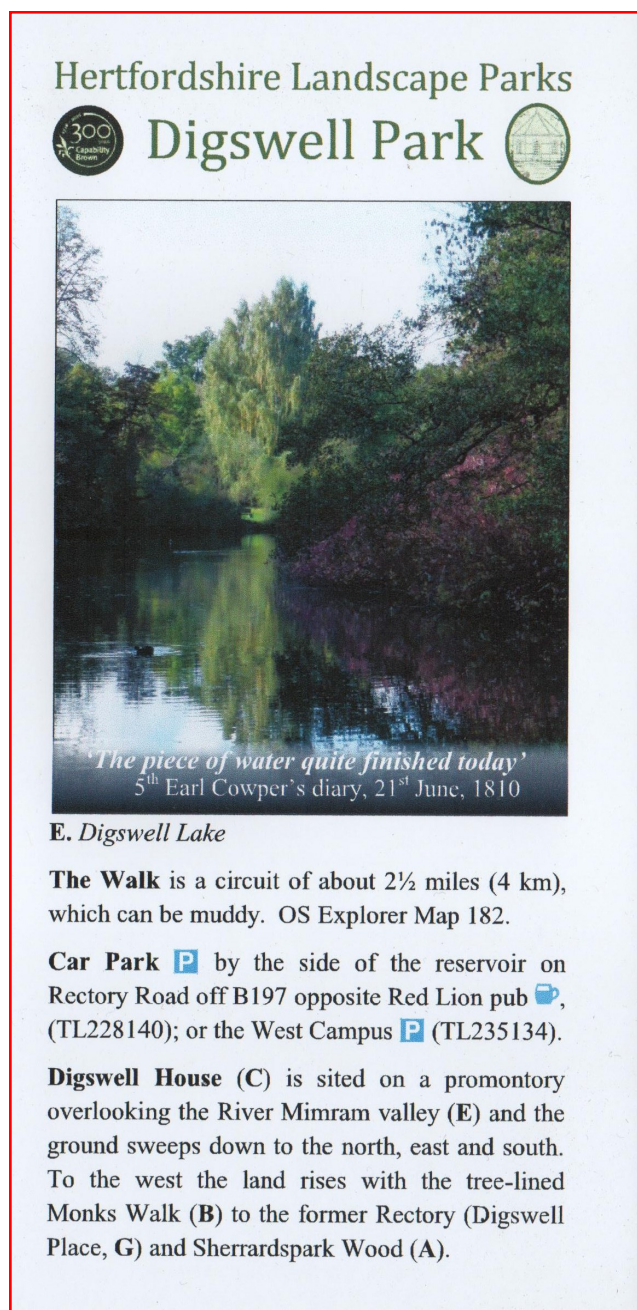 Hertfordshire Landscape Parks
300
Capability
Brown
Digswell Park
'The piece of water quite finished today'
5th Earl Cowper's diary, 21st June, 1810
E. Digswell Lake
The Walk is a circuit of about 2½ miles (4 km),
which can be muddy. OS Explorer Map 182.
Car Park P by the side of the reservoir on
Rectory Road off B197 opposite Red Lion pub ,
(TL228140); or the West Campus P (TL235134).
Digswell House (C) is sited on a promontory
overlooking the River Mimram valley (E) and the
ground sweeps down to the north, east and south.
To the west the land rises with the tree-lined
Monks Walk (B) to the former Rectory (Digswell
Place, G) and Sherrardspark Wood (A).